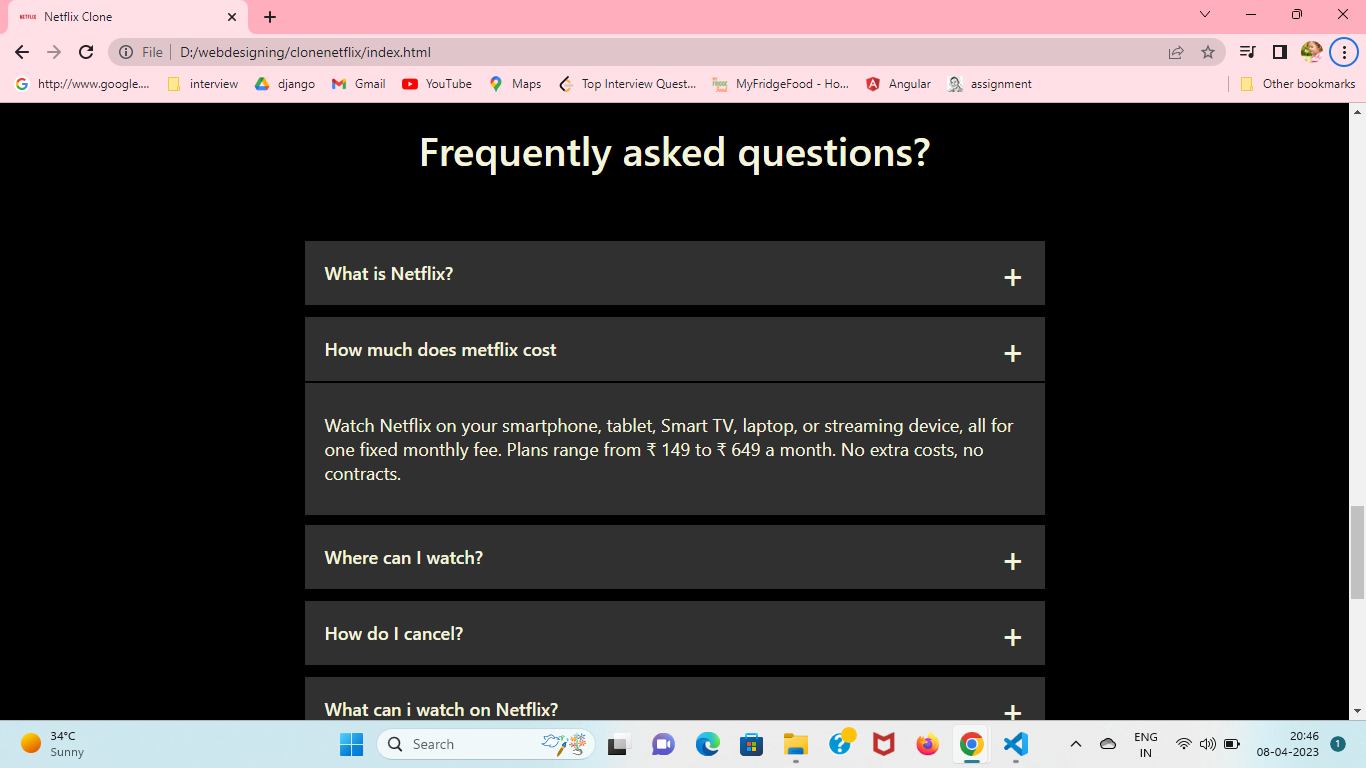 NETFLIX Netflix Clone
File D:/webdesigning/clonenetflix/index.html
http://www.google.... interview django Gmail YouTube Maps Top Interview Quest... MyFridgeFood - Ho... Angular assignment Other bookmarks
Frequently asked questions?
What is Netflix? +
How much does metflix cost +
Watch Netflix on your smartphone, tablet, Smart TV, laptop, or streaming device, all for
one fixed monthly fee. Plans range from ₹ 149 to ₹ 649 a month. No extra costs, no
contracts.
Where can I watch? +
How do I cancel? +
What can i watch on Netflix? +
34°C
Sunny
Search
ENG
IN
20:46
08-04-2023
1